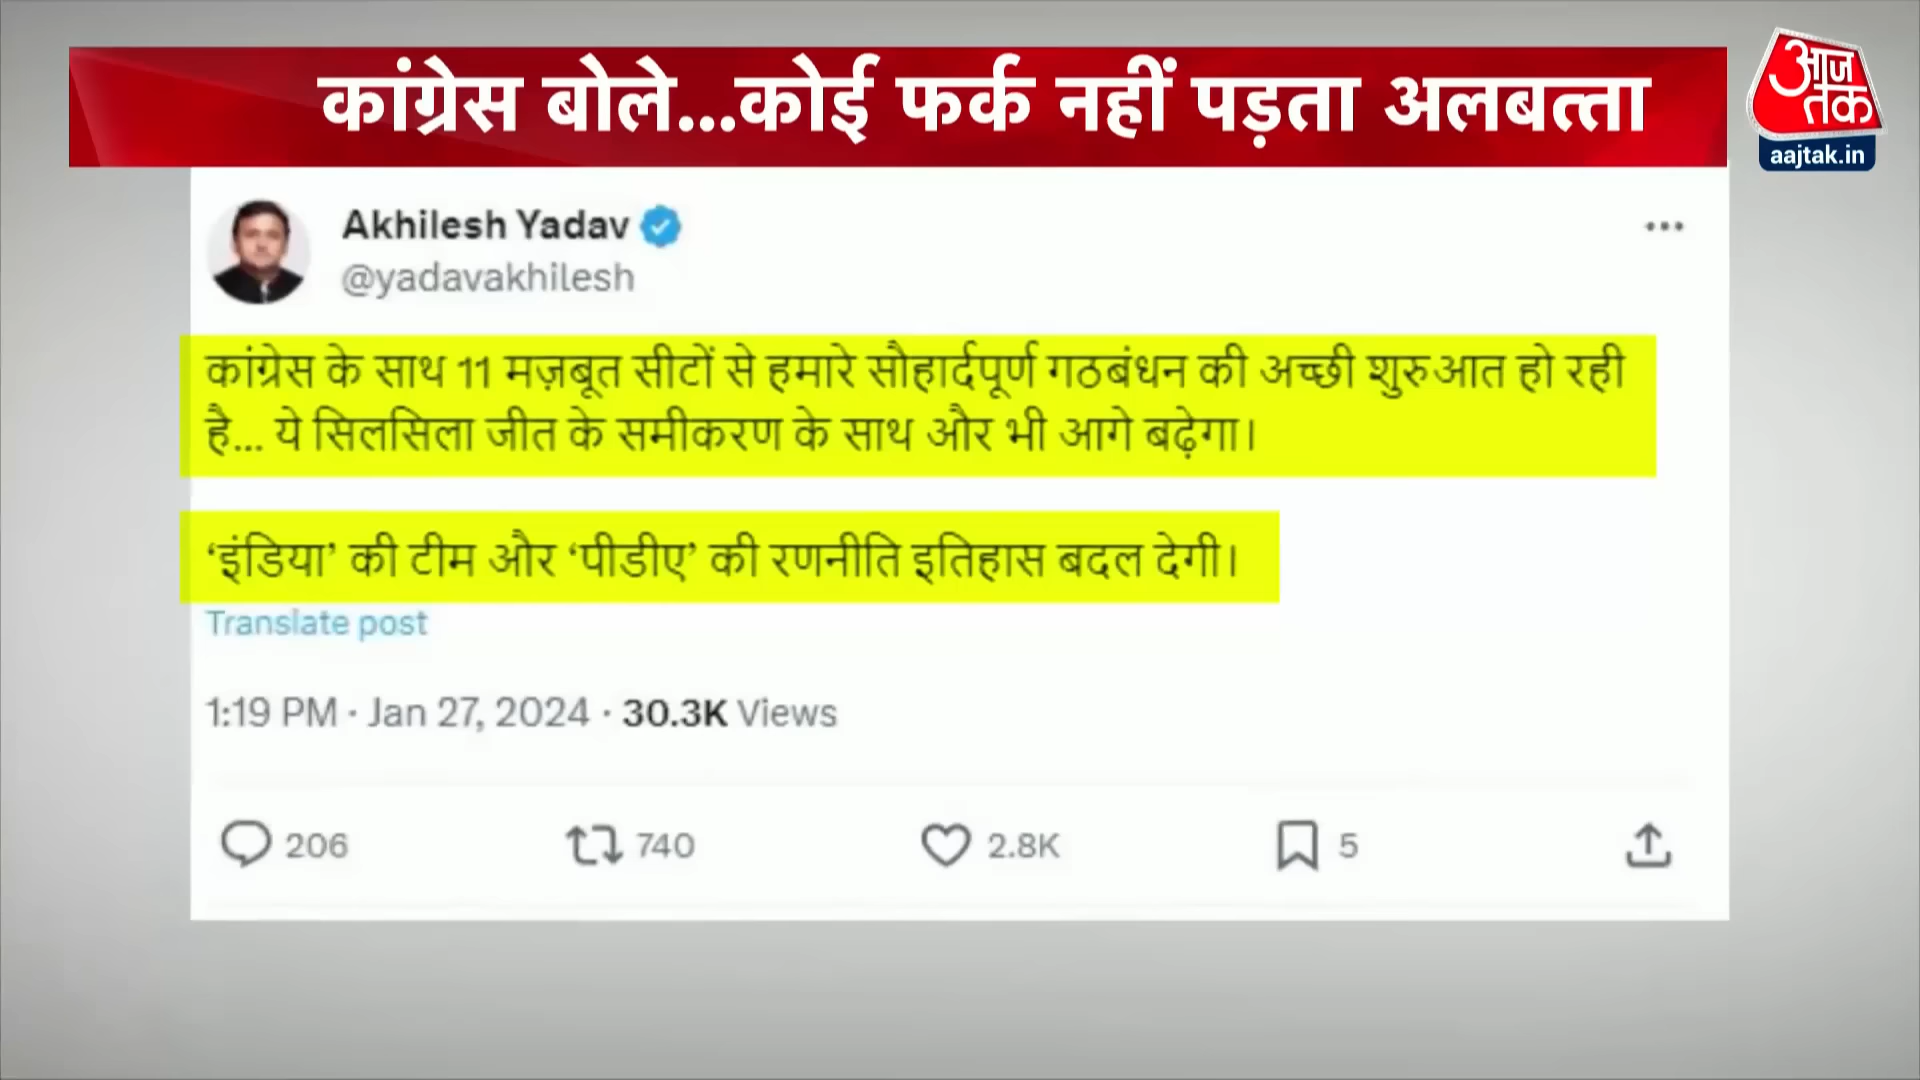 कांग्रेस बोले...कोई फर्क नहीं पड़ता अलबत्ता
आज
तक
aajtak.in
Akhilesh Yadav
@yadavakhilesh
कांग्रेस के साथ 11 मज़बूत सीटों से हमारे सौहार्दपूर्ण गठबंधन की अच्छी शुरुआत हो रही
है... ये सिलसिला जीत के समीकरण के साथ और भी आगे बढ़ेगा।
‘इंडिया’ की टीम और ‘पीडीए’ की रणनीति इतिहास बदल देगी।
Translate post
1:19 PM · Jan 27, 2024 · 30.3K Views
206 740 2.8K 5